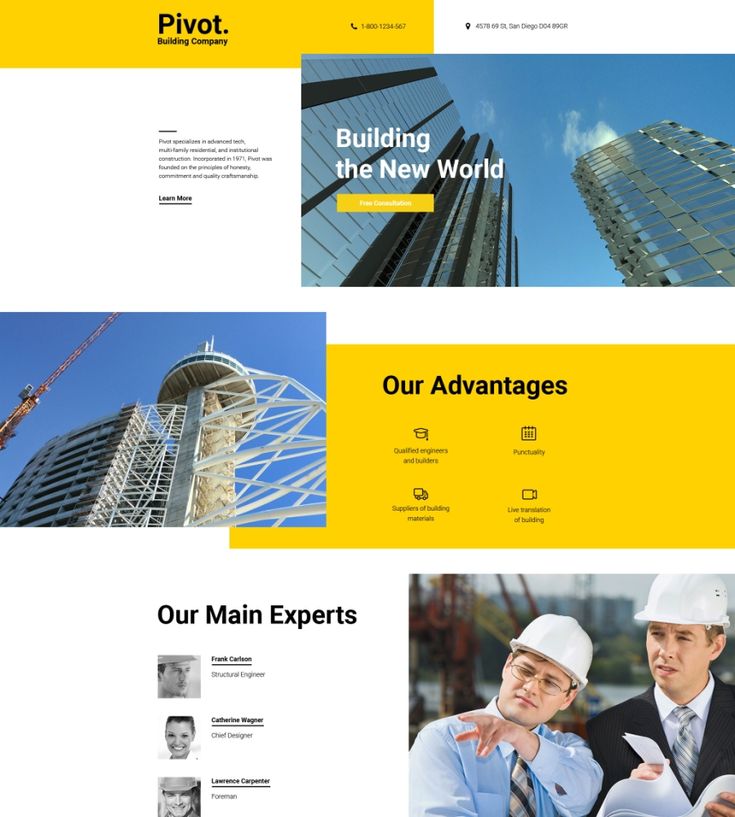 Pivot.
Building Company
1-800-1234-567
4578 69 St, San Diego D04 89GR
Pivot specializes in advanced tech,
multi-family residential, and institutional
construction. Incorporated in 1971, Pivot was
founded on the principles of honesty,
commitment and quality craftsmanship.
Learn More
Building
the New World
Free Consultation
Our Advantages
Qualified engineers
and builders
Punctuality
Suppliers of building
materials
Live translation
of building
Our Main Experts
Frank Carlson
Structural Engineer
Catherine Wagner
Chief Designer
Lawrence Carpenter
Foreman